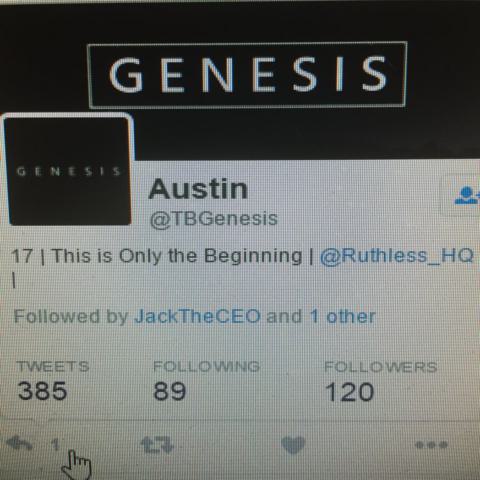 GENESIS
GENESIS
Austin
@TBGenesis
17 | This is Only the Beginning | @Ruthless_HQ
|
Followed by JackTheCEO and 1 other
TWEETS FOLLOWING FOLLOWERS
385 89 120
1